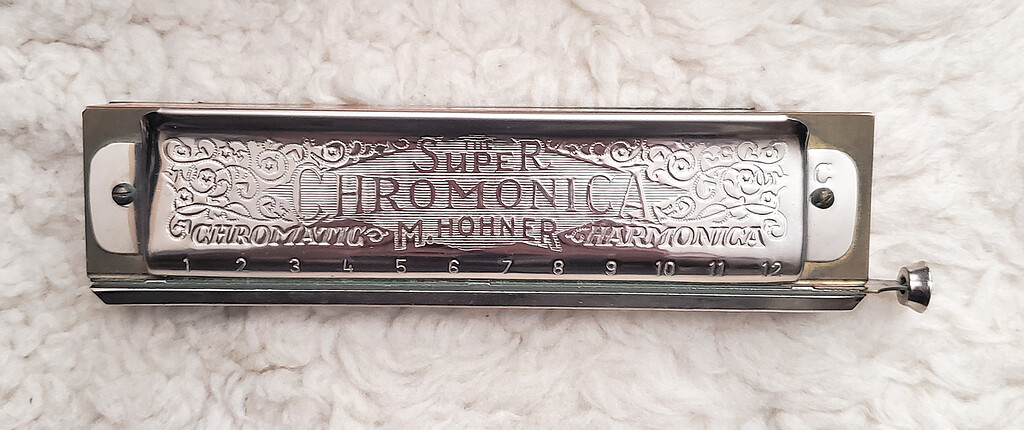 THE
SUPER
CHROMONICA
CHROMATIC M. HOHNER HARMONICA
C
1 2 3 4 5 6 7 8 9 10 11 12